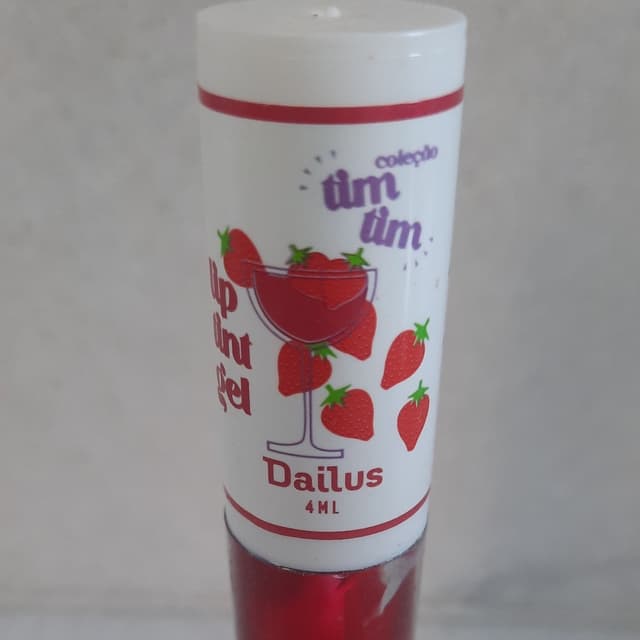 coleção
tim
tim
lip
tint
gel
Dailus
4ML